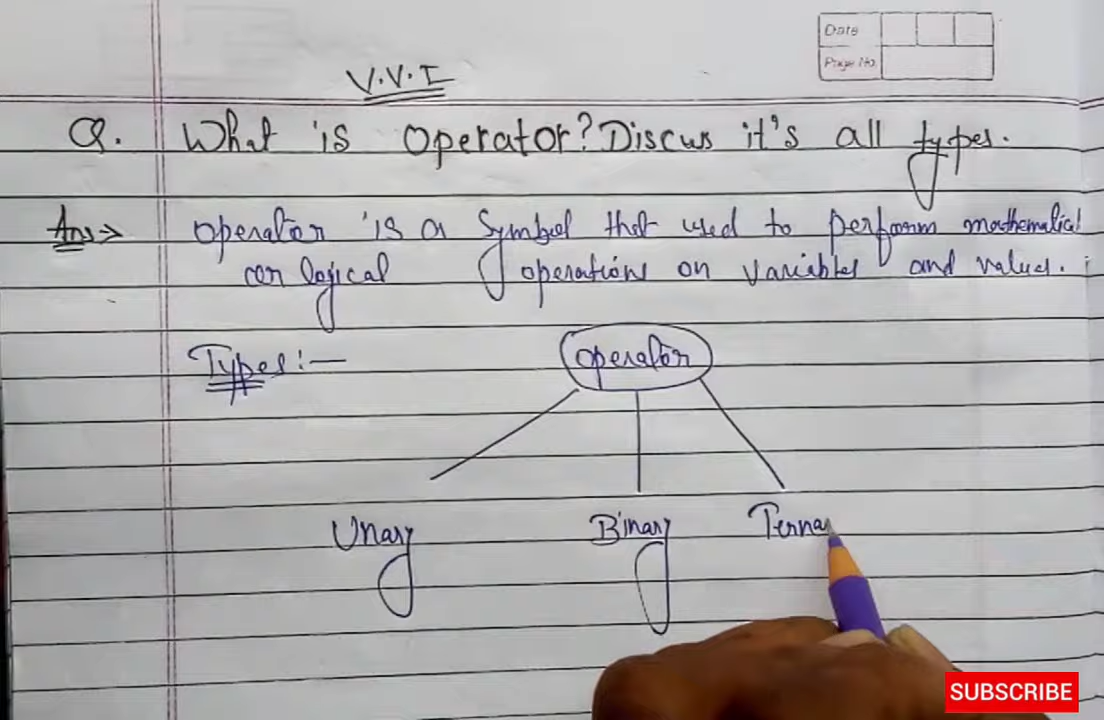 Date
Page No.
V.V.I
Q. What is Operator? Discus it's all types.
Ans:-> Operator is a Symbol that used to perform mathematical
or logical operations on variables and values.
Types:—
Operator
Unary Binary Terna
SUBSCRIBE